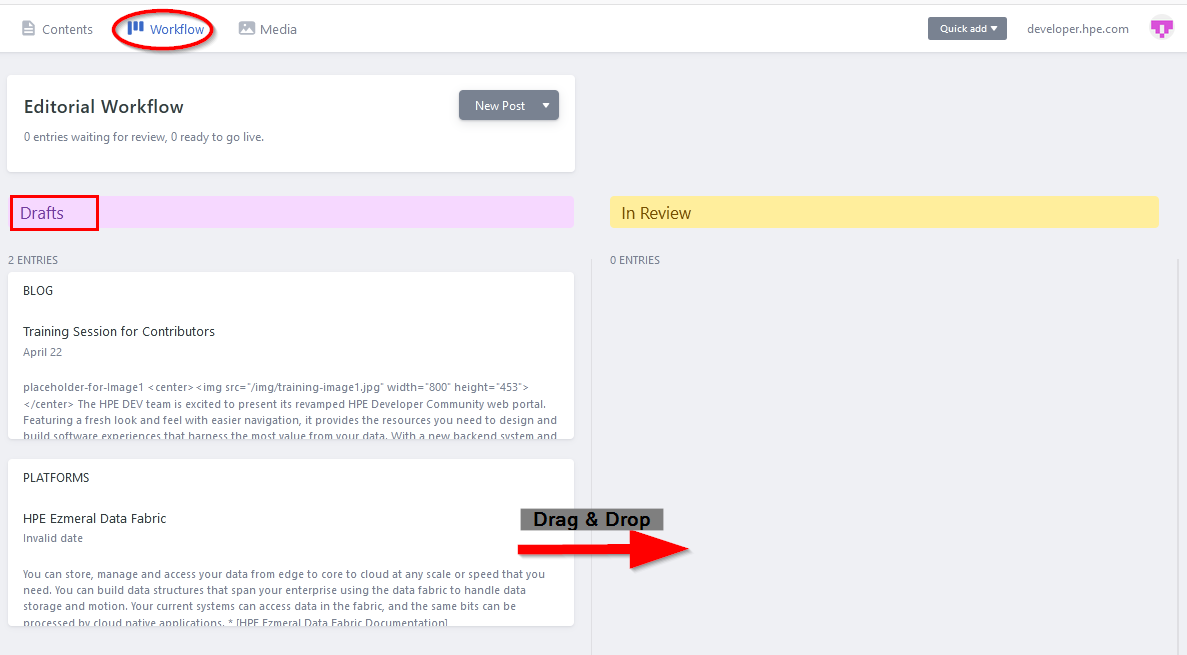 Contents Workflow Media Quick add developer.hpe.com
Editorial Workflow
New Post
0 entries waiting for review, 0 ready to go live.
Drafts
In Review
2 ENTRIES
0 ENTRIES
BLOG
Training Session for Contributors
April 22
placeholder-for-Image1 <center> <img src="/img/training-image1.jpg" width="800" height="453">
</center> The HPE DEV team is excited to present its revamped HPE Developer Community web portal.
Featuring a fresh look and feel with easier navigation, it provides the resources you need to design and
build software experiences that harness the most value from your data. With a new backend system and
PLATFORMS
HPE Ezmeral Data Fabric
Invalid date
Drag & Drop
You can store, manage and access your data from edge to core to cloud at any scale or speed that you
need. You can build data structures that span your enterprise using the data fabric to handle data
storage and motion. Your current systems can access data in the fabric, and the same bits can be
processed by cloud native applications. * [HPE Ezmeral Data Fabric Documentation]